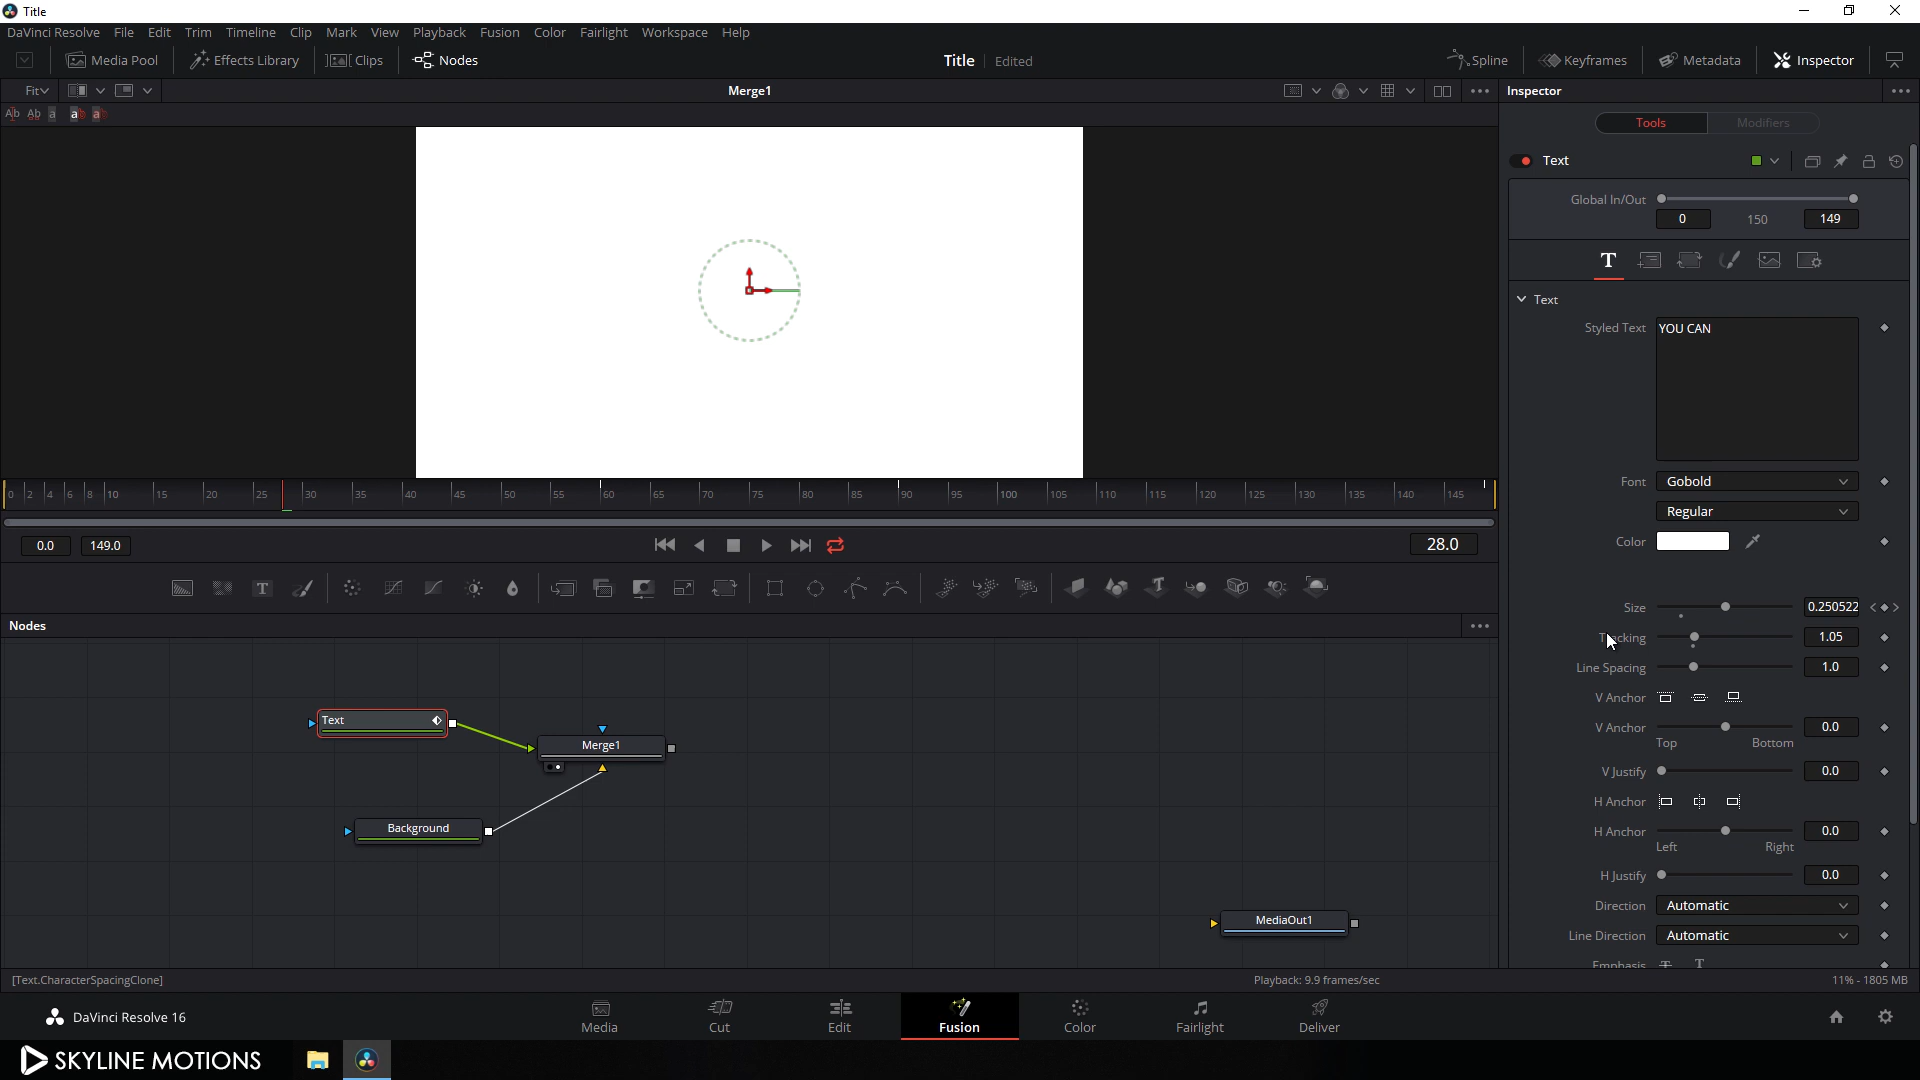 Title
DaVinci Resolve File Edit Trim Timeline Clip Mark View Playback Fusion Color Fairlight Workspace Help
Media Pool Effects Library Clips Nodes Title Edited Spline Keyframes Metadata Inspector
Fit Merge1 Inspector
Tools Modifiers
Text
Global In/Out
0 150 149
Text
Styled Text YOU CAN
Font Gobold
Regular
Color
Size 0.250522
Tracking 1.05
Line Spacing 1.0
V Anchor
V Anchor 0.0
Top Bottom
V Justify 0.0
H Anchor
H Anchor 0.0
Left Right
H Justify 0.0
Direction Automatic
Line Direction Automatic
Emphasis
0 2 4 6 8 10 15 20 25 30 35 40 45 50 55 60 65 70 75 80 85 90 95 100 105 110 115 120 125 130 135 140 145
0.0 149.0 28.0
Nodes
Text
Merge1
Background
MediaOut1
[Text.CharacterSpacingClone] Playback: 9.9 frames/sec 11% - 1805 MB
DaVinci Resolve 16 Media Cut Edit Fusion Color Fairlight Deliver
SKYLINE MOTIONS